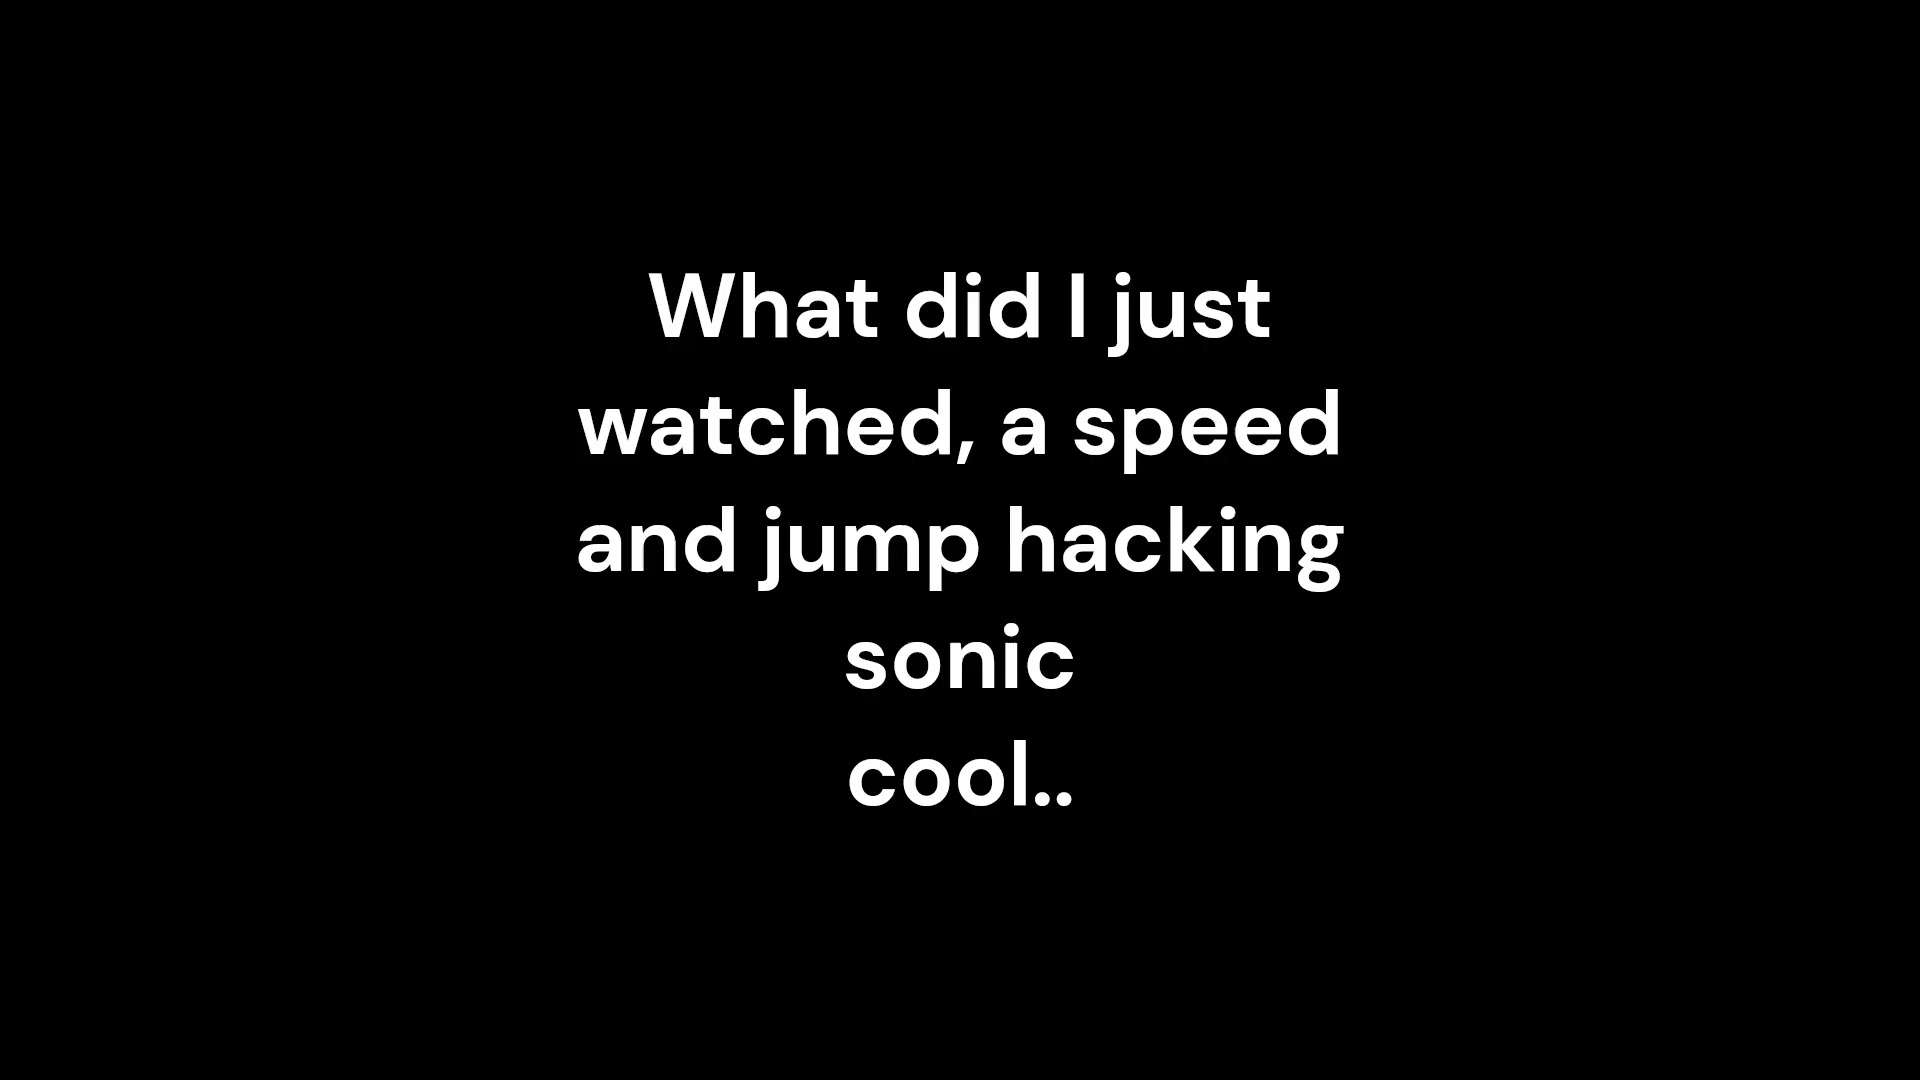 What did I just
watched, a speed
and jump hacking
sonic
cool..